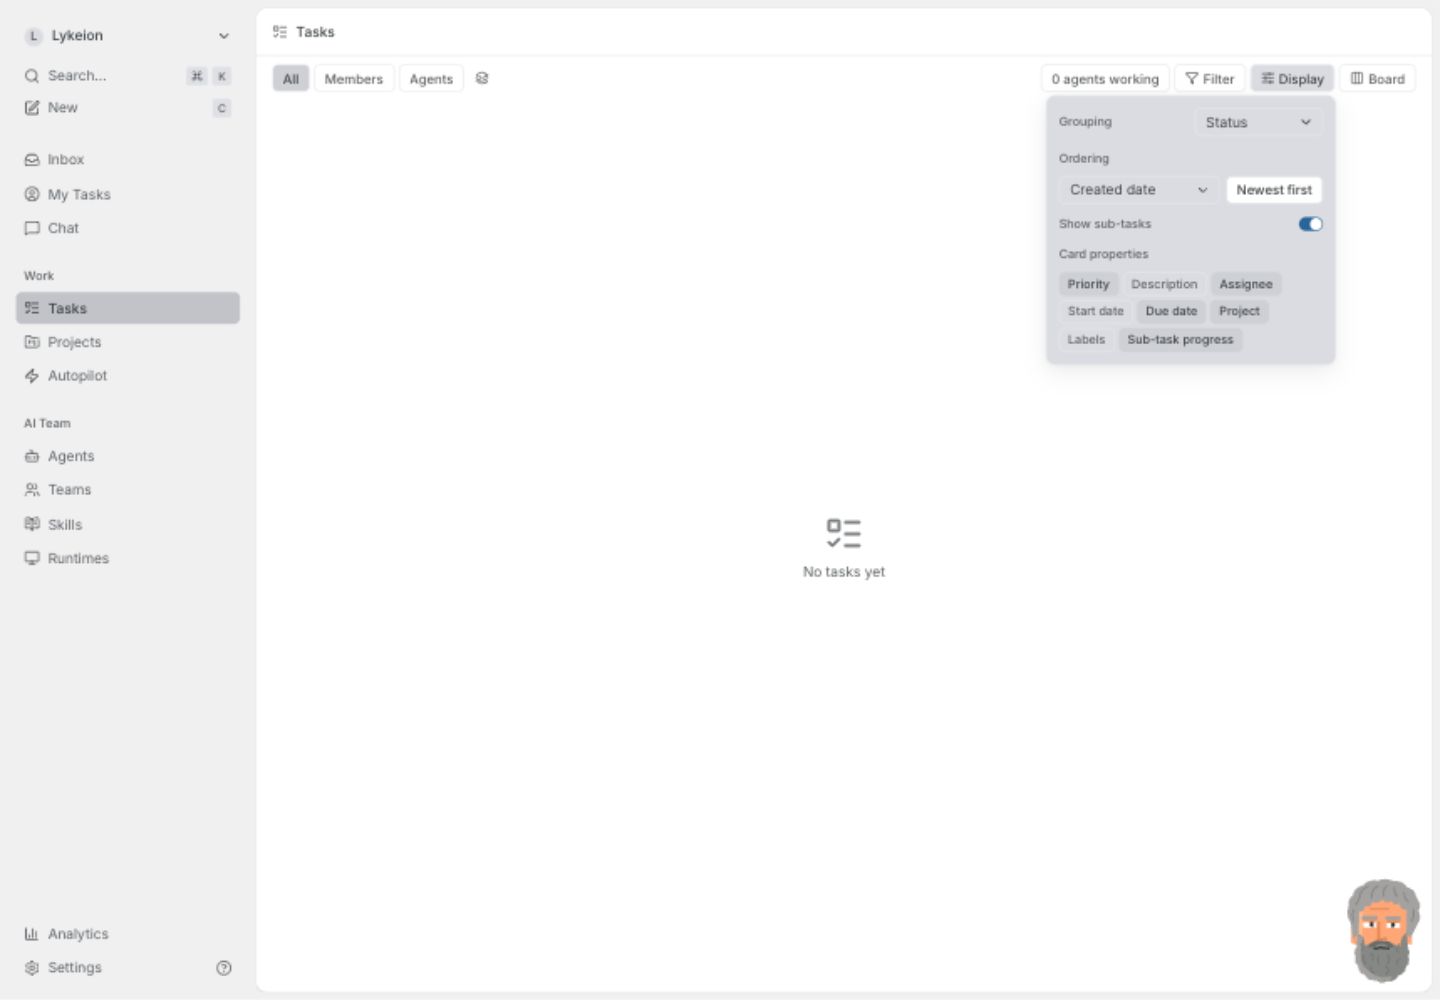 L Lykeion
Search... ⌘ K
New C
Inbox
My Tasks
Chat
Work
Tasks
Projects
Autopilot
AI Team
Agents
Teams
Skills
Runtimes
Analytics
Settings
Tasks
All Members Agents
0 agents working Filter Display Board
Grouping Status
Ordering
Created date Newest first
Show sub-tasks
Card properties
Priority Description Assignee
Start date Due date Project
Labels Sub-task progress
No tasks yet